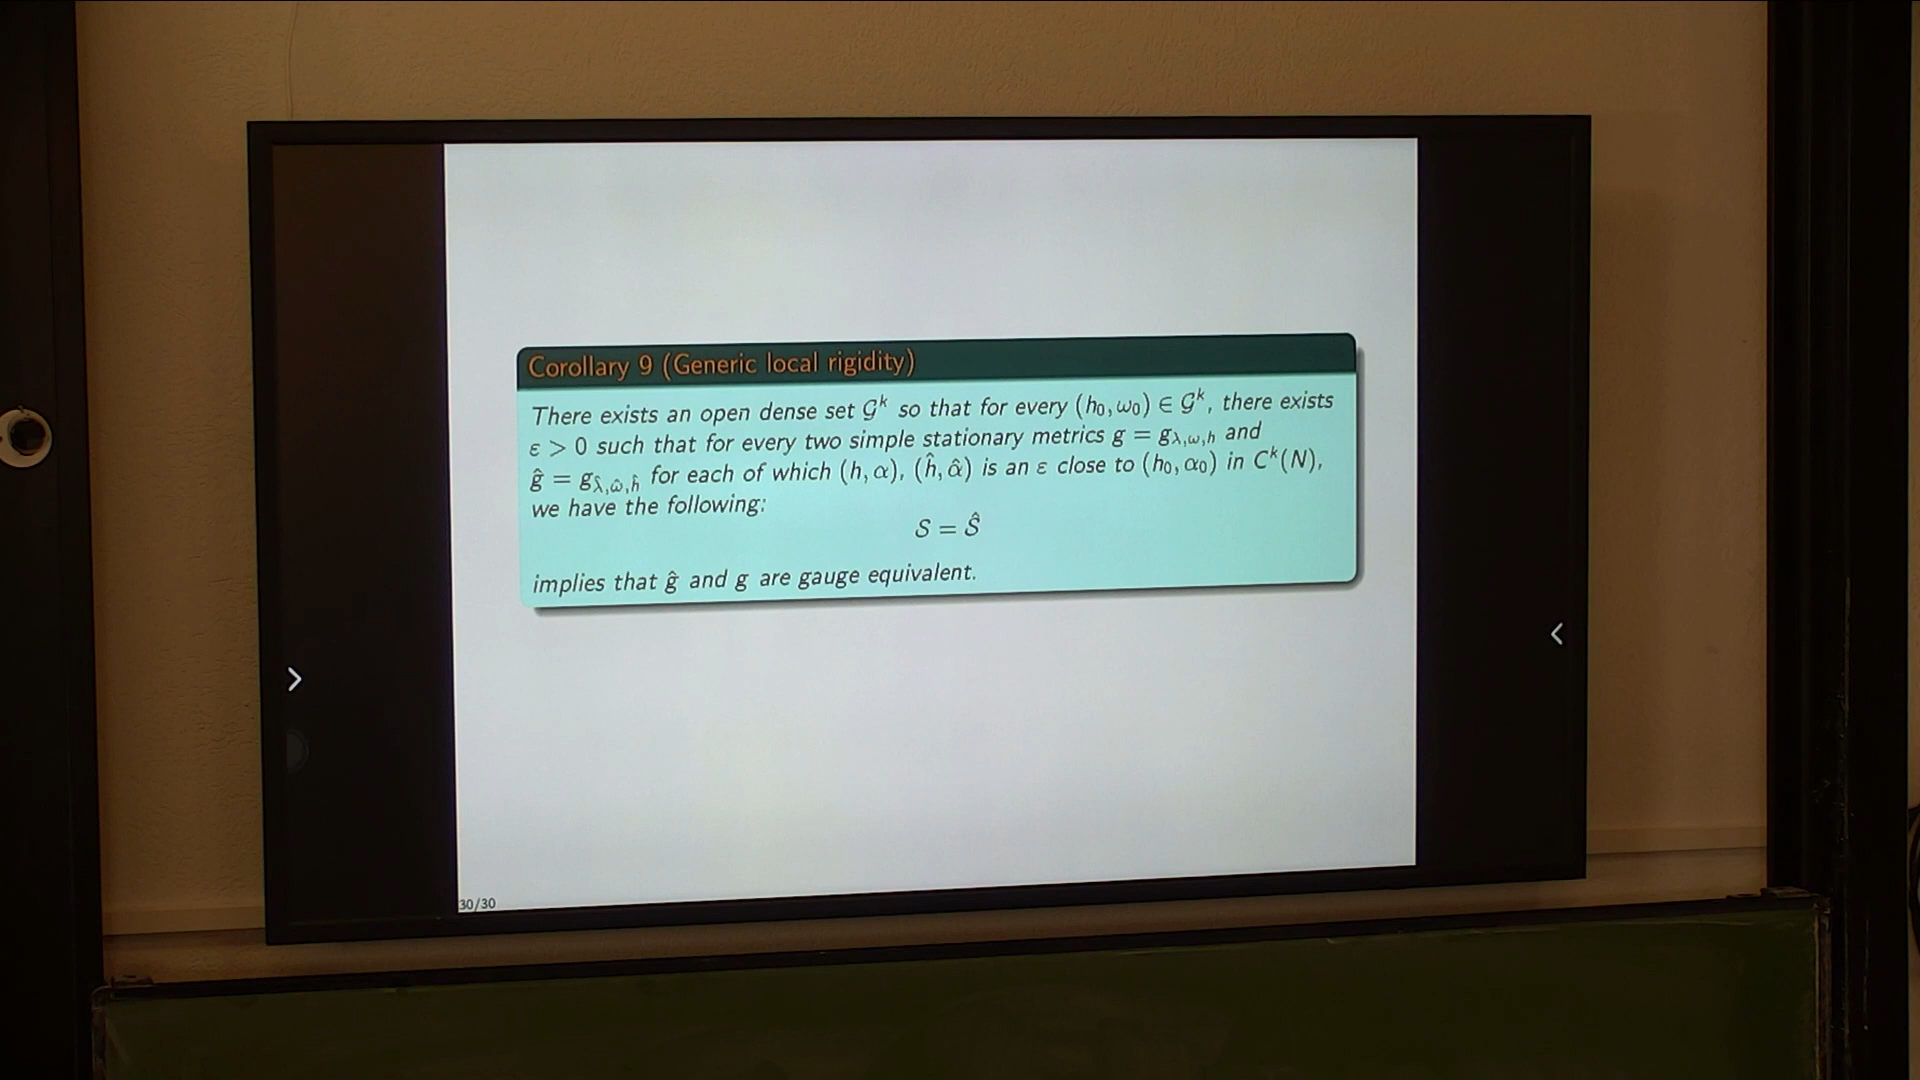 Corollary 9 (Generic local rigidity)
There exists an open dense set 𝒢ᵏ so that for every (h₀, ω₀) ∈ 𝒢ᵏ, there exists
ε > 0 such that for every two simple stationary metrics g = g_{λ,ω,h} and
ĝ = g_{λ̂,ω̂,ĥ} for each of which (h, α), (ĥ, α̂) is an ε close to (h₀, α₀) in Cᵏ(N),
we have the following:
𝒮 = 𝒮̂
implies that ĝ and g are gauge equivalent.
30/30